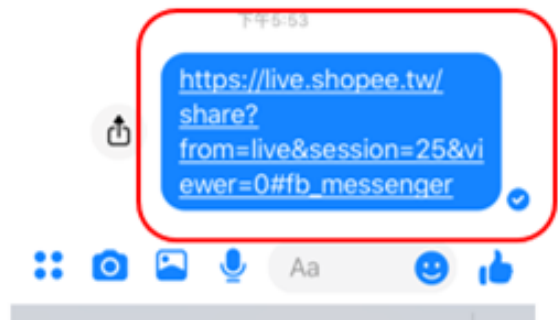 下午5:53
https://live.shopee.tw/
share?
from=live&session=25&vi
ewer=0#fb_messenger
Aa